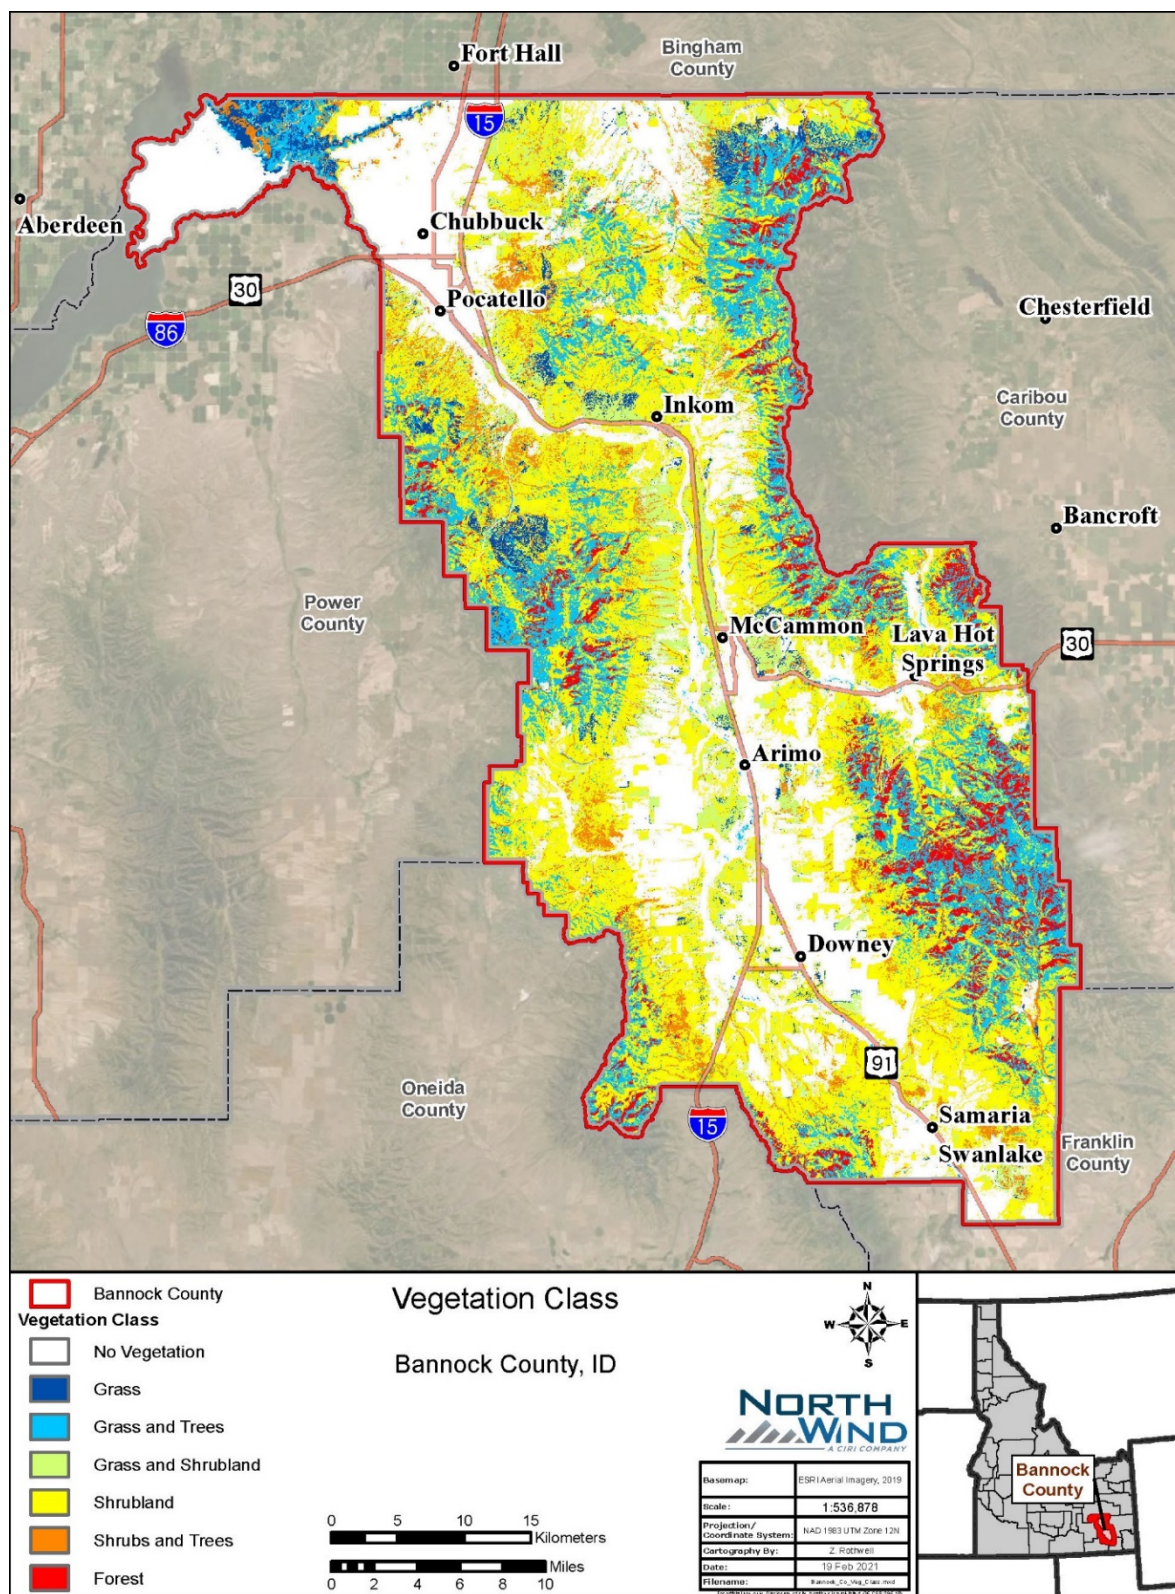 Fort Hall
Bingham
County
15
Aberdeen
Chubbuck
30
Pocatello
86
Chesterfield
Caribou
County
Inkom
Bancroft
Power
County
McCammon
Lava Hot
Springs
30
Arimo
Downey
91
Oneida
County
15
Samaria
Swanlake
Franklin
County
Bannock County
Vegetation Class
No Vegetation
Grass
Grass and Trees
Grass and Shrubland
Shrubland
Shrubs and Trees
Forest
Vegetation Class
Bannock County, ID
0 5 10 15
Kilometers
Miles
0 2 4 6 8 10
N
W E
S
NORTH
WIND
A CIRI COMPANY
Basemap: ESRI Aerial Imagery, 2019
Scale: 1:536,878
Projection/
Coordinate System: NAD 1983 UTM Zone 12N
Cartography By: Z. Rothwell
Date: 19 Feb 2021
Filename: Bannock_Co_Veg_Class.mxd
Bannock
County